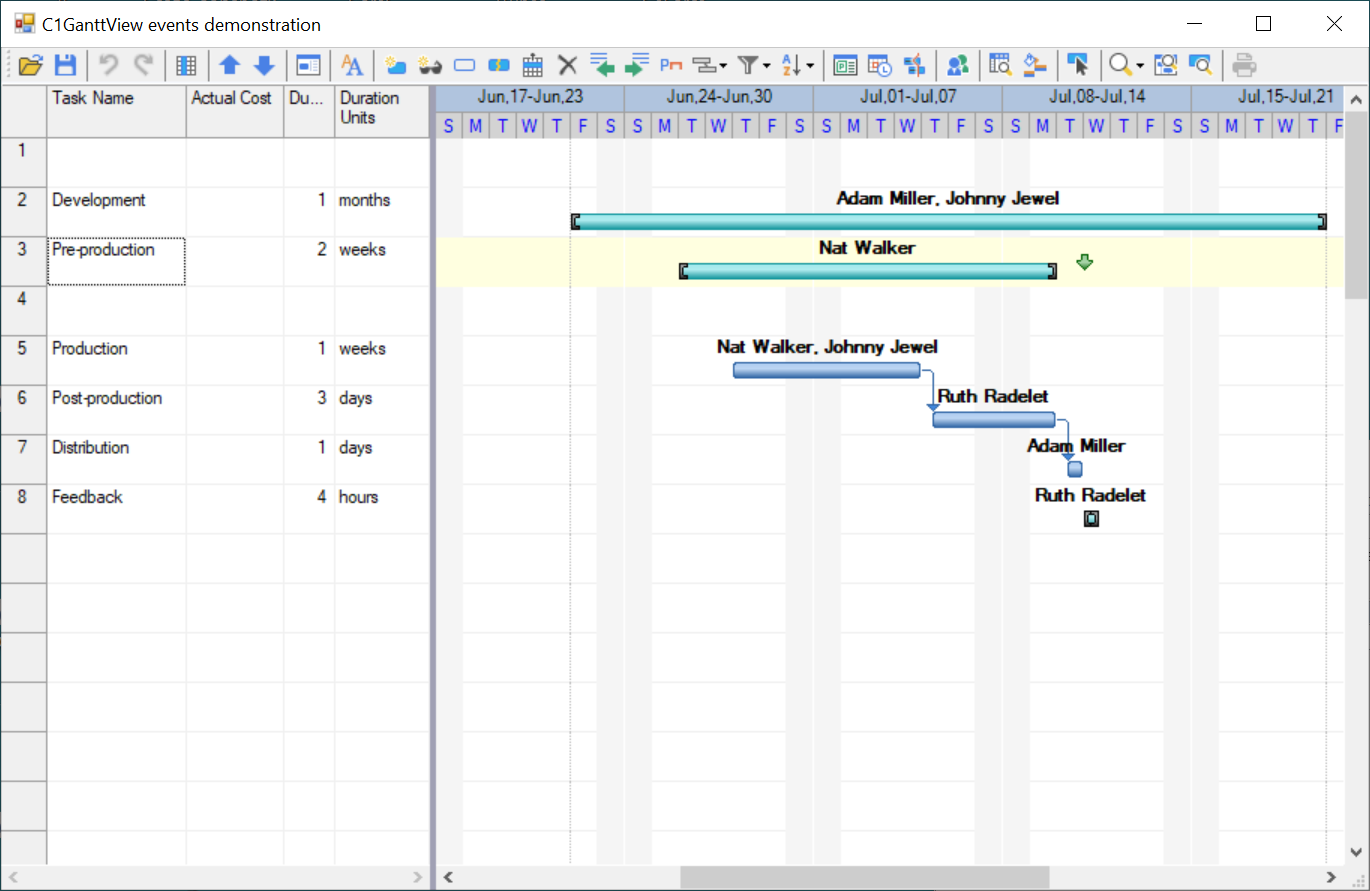 C1GanttView events demonstration
Task Name Actual Cost Du... Duration Units
Jun,17-Jun,23 Jun,24-Jun,30 Jul,01-Jul,07 Jul,08-Jul,14 Jul,15-Jul,21
S M T W T F S S M T W T F S S M T W T F S S M T W T F S S M T W T F
1
2 Development 1 months Adam Miller, Johnny Jewel
3 Pre-production 2 weeks Nat Walker
4
5 Production 1 weeks Nat Walker, Johnny Jewel
6 Post-production 3 days Ruth Radelet
7 Distribution 1 days Adam Miller
8 Feedback 4 hours Ruth Radelet